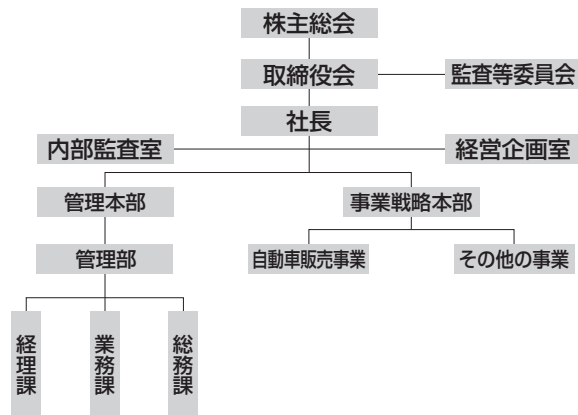 株主総会
取締役会
監査等委員会
社長
内部監査室
経営企画室
管理本部
事業戦略本部
管理部
自動車販売事業
その他の事業
経理課
業務課
総務課